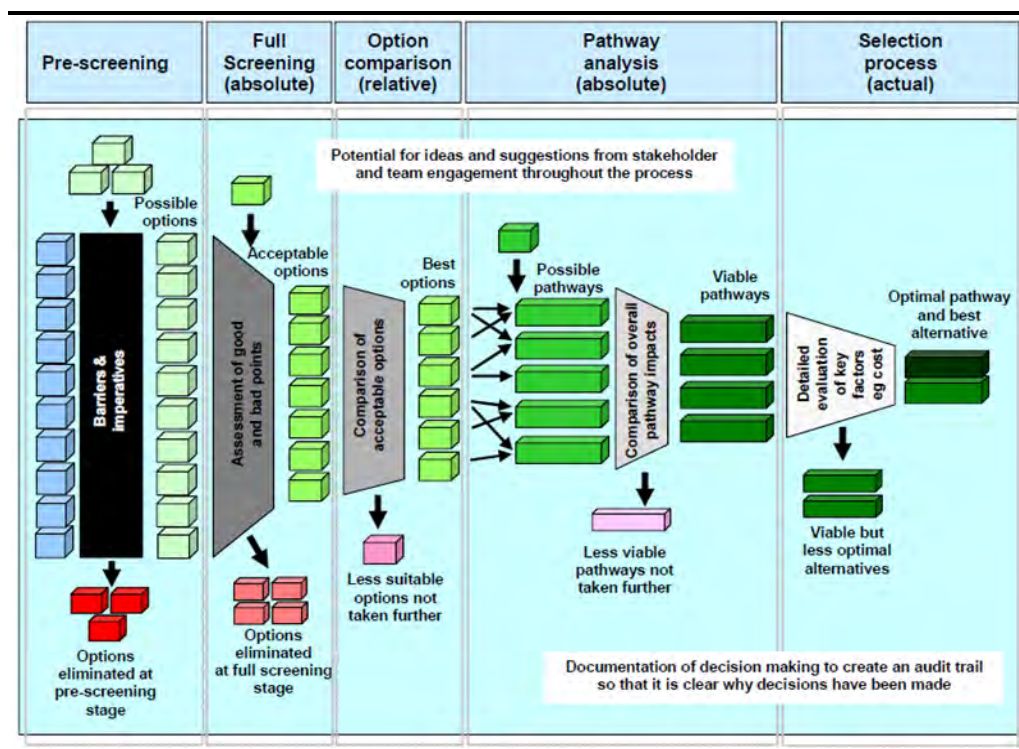 Pre-screening
Full
Screening
(absolute)
Option
comparison
(relative)
Pathway
analysis
(absolute)
Selection
process
(actual)
Potential for ideas and suggestions from stakeholder
and team engagement throughout the process
Possible
options
Barriers &
imperatives
Options
eliminated at
pre-screening
stage
Assessment of good
and bad points
Acceptable
options
Options
eliminated
at full screening
stage
Comparison of
acceptable options
Best
options
Less suitable
options not
taken further
Possible
pathways
Comparison of overall
pathway impacts
Viable
pathways
Less viable
pathways not
taken further
Detailed
evaluation
of key
factors
eg cost
Optimal pathway
and best
alternative
Viable but
less optimal
alternatives
Documentation of decision making to create an audit trail
so that it is clear why decisions have been made